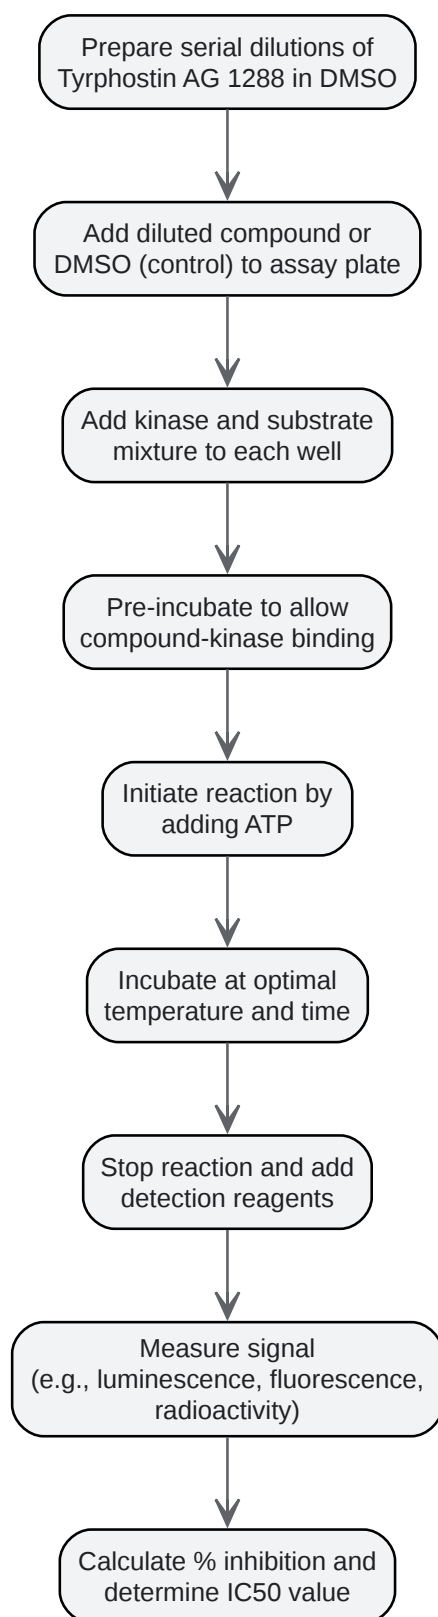 Prepare serial dilutions of
Tyrphostin AG 1288 in DMSO
Add diluted compound or
DMSO (control) to assay plate
Add kinase and substrate
mixture to each well
Pre-incubate to allow
compound-kinase binding
Initiate reaction by
adding ATP
Incubate at optimal
temperature and time
Stop reaction and add
detection reagents
Measure signal
(e.g., luminescence, fluorescence,
radioactivity)
Calculate % inhibition and
determine IC50 value